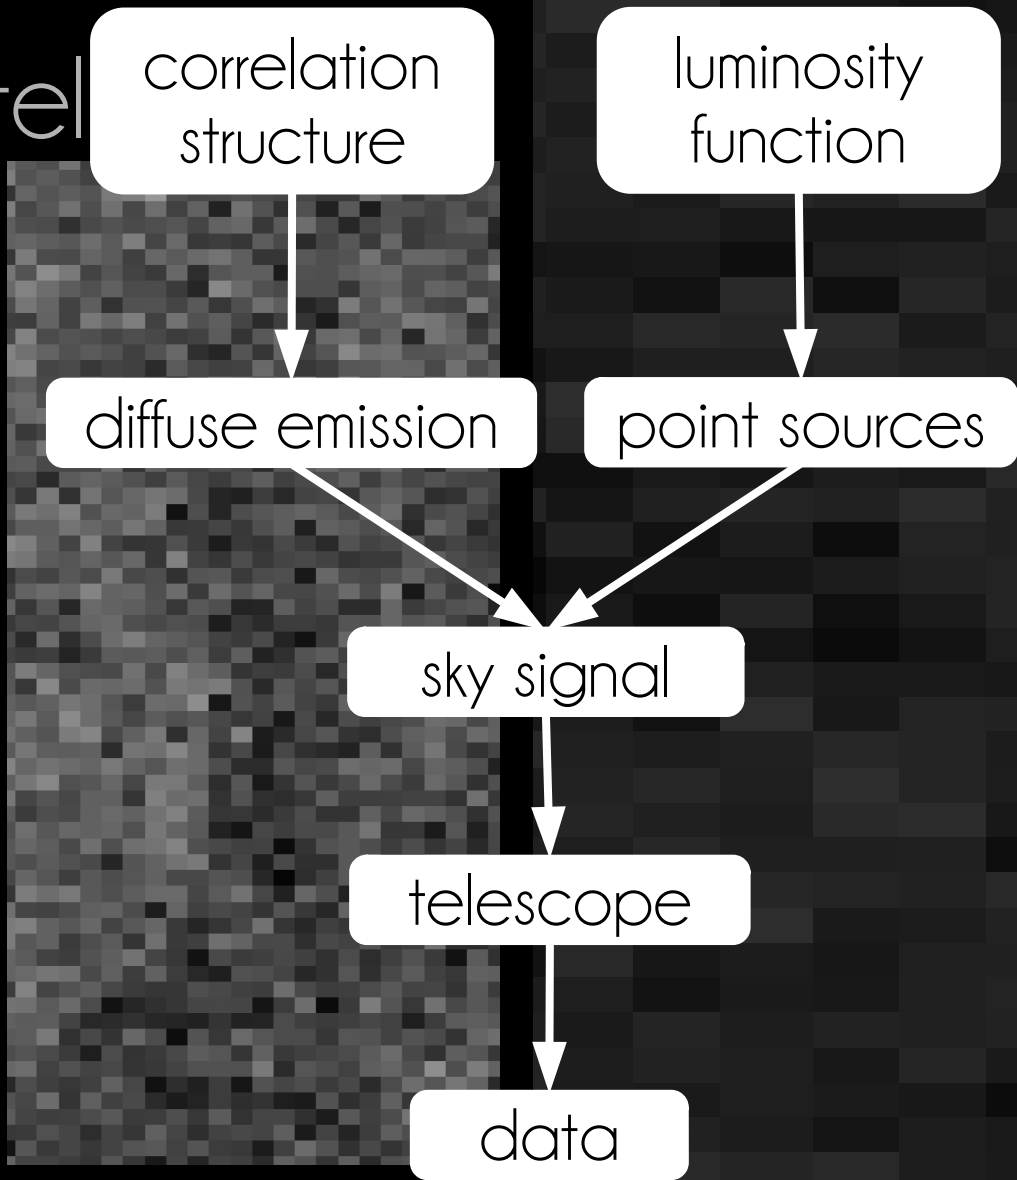 correlation
structure
luminosity
function
diffuse emission
point sources
sky signal
telescope
data